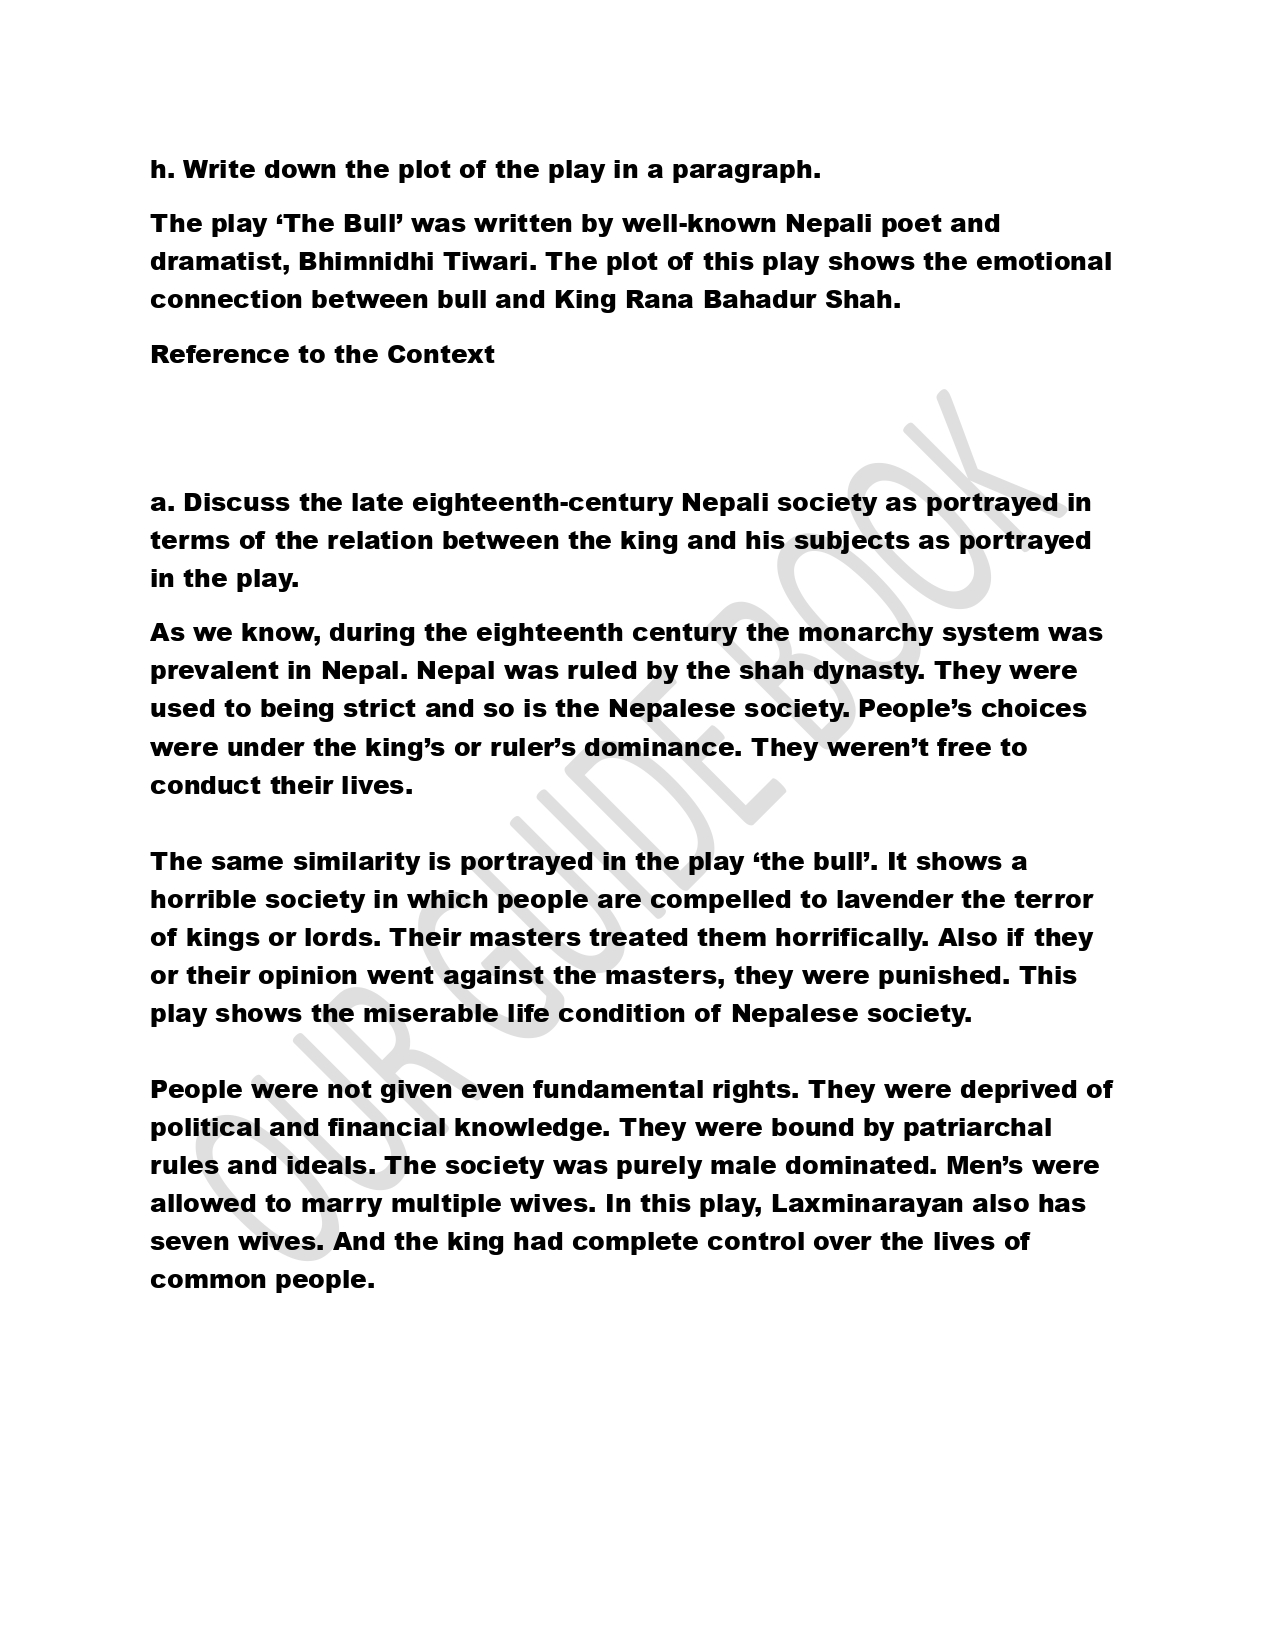 h. Write down the plot of the play in a paragraph.
The play ‘The Bull’ was written by well-known Nepali poet and
dramatist, Bhimnidhi Tiwari. The plot of this play shows the emotional
connection between bull and King Rana Bahadur Shah.
Reference to the Context
a. Discuss the late eighteenth-century Nepali society as portrayed in
terms of the relation between the king and his subjects as portrayed
in the play.
As we know, during the eighteenth century the monarchy system was
prevalent in Nepal. Nepal was ruled by the shah dynasty. They were
used to being strict and so is the Nepalese society. People’s choices
were under the king’s or ruler’s dominance. They weren’t free to
conduct their lives.
The same similarity is portrayed in the play ‘the bull’. It shows a
horrible society in which people are compelled to lavender the terror
of kings or lords. Their masters treated them horrifically. Also if they
or their opinion went against the masters, they were punished. This
play shows the miserable life condition of Nepalese society.
People were not given even fundamental rights. They were deprived of
political and financial knowledge. They were bound by patriarchal
rules and ideals. The society was purely male dominated. Men’s were
allowed to marry multiple wives. In this play, Laxminarayan also has
seven wives. And the king had complete control over the lives of
common people.
OUR GUIDE BOOK